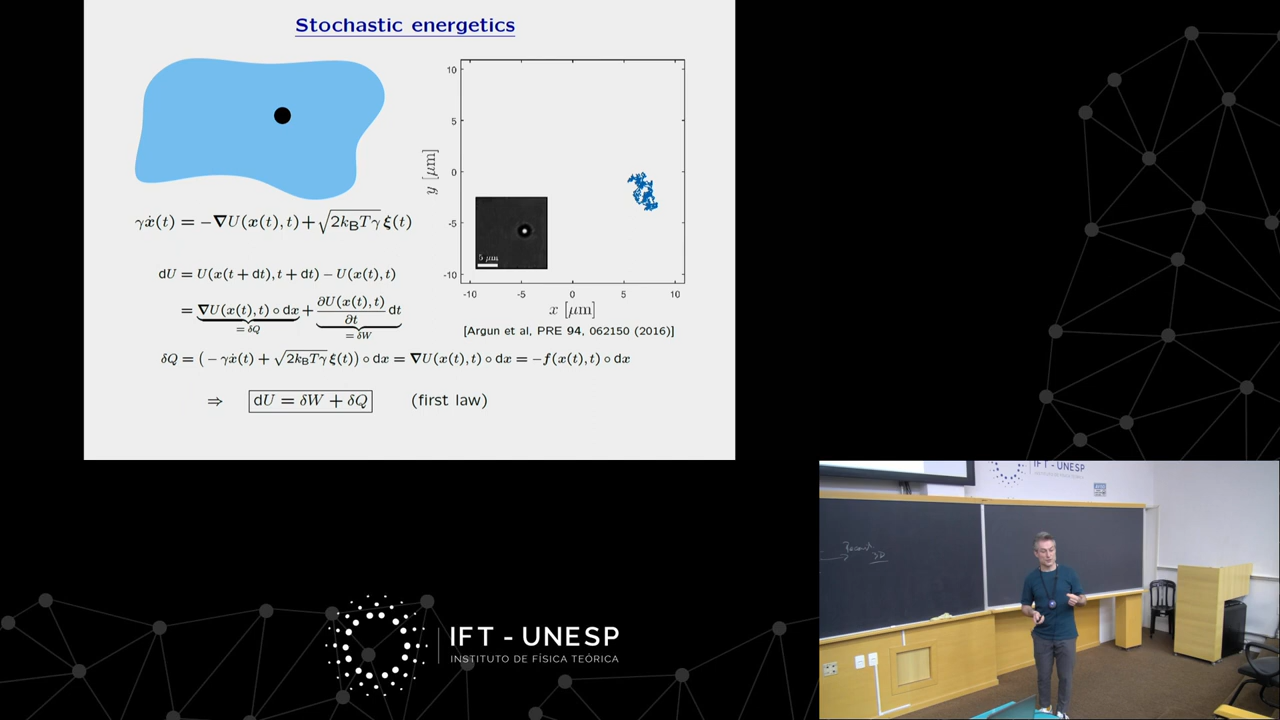 Stochastic energetics
10
5
0
-5
-10
y [μm]
5 μm
-10 -5 0 5 10
x [μm]
[Argun et al, PRE 94, 062150 (2016)]
γẋ(t) = −∇U(x(t), t) + √(2k_BTγ) ξ(t)
dU = U(x(t + dt), t + dt) − U(x(t), t)
= ∇U(x(t), t) ∘ dx + ∂U(x(t), t)/∂t dt
= δQ = δW
δQ = (− γẋ(t) + √(2k_BTγ) ξ(t)) ∘ dx = ∇U(x(t), t) ∘ dx = −f(x(t), t) ∘ dx
⇒ dU = δW + δQ (first law)
IFT - UNESP
INSTITUTO DE FÍSICA TEÓRICA
IFT - UNESP